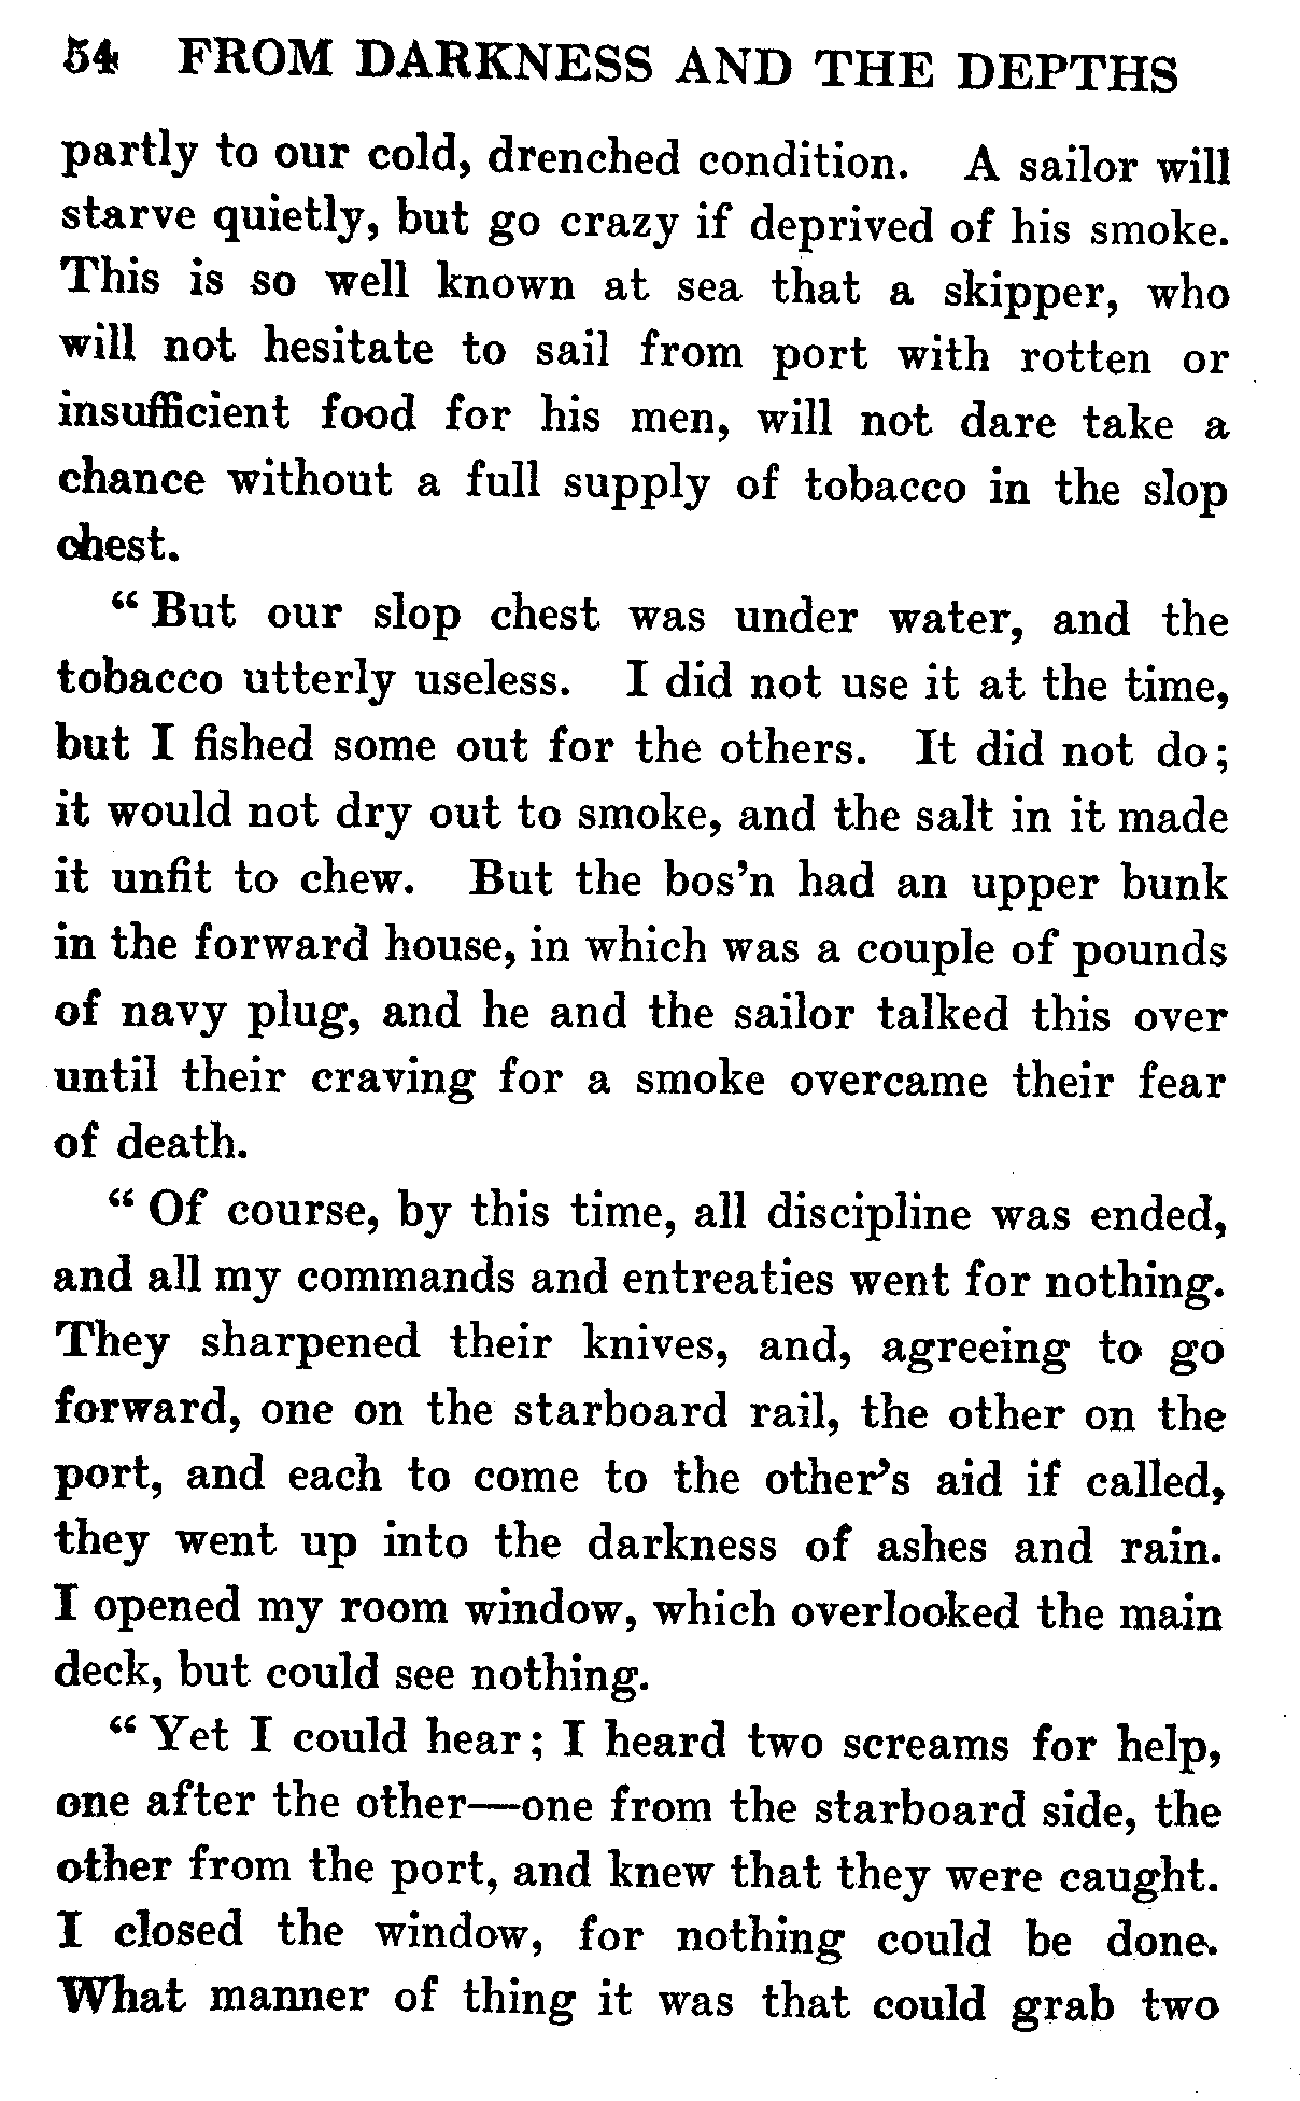 54 FROM DARKNESS AND THE DEPTHS
partly to our cold, drenched condition. A sailor will
starve quietly, but go crazy if deprived of his smoke.
This is so well known at sea that a skipper, who
will not hesitate to sail from port with rotten or
insufficient food for his men, will not dare take a
chance without a full supply of tobacco in the slop
chest.
“ But our slop chest was under water, and the
tobacco utterly useless. I did not use it at the time,
but I fished some out for the others. It did not do;
it would not dry out to smoke, and the salt in it made
it unfit to chew. But the bos’n had an upper bunk
in the forward house, in which was a couple of pounds
of navy plug, and he and the sailor talked this over
until their craving for a smoke overcame their fear
of death.
“ Of course, by this time, all discipline was ended,
and all my commands and entreaties went for nothing.
They sharpened their knives, and, agreeing to go
forward, one on the starboard rail, the other on the
port, and each to come to the other’s aid if called,
they went up into the darkness of ashes and rain.
I opened my room window, which overlooked the main
deck, but could see nothing.
“ Yet I could hear; I heard two screams for help,
one after the other—one from the starboard side, the
other from the port, and knew that they were caught.
I closed the window, for nothing could be done.
What manner of thing it was that could grab two